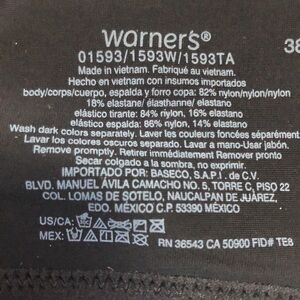 warner's®
38
01593/1593W/1593TA
Made in vietnam. Fabriqué au vietnam.
Hecho en vietnam importados por
body/corps/cuerpo, espalda y forro copa: 82% nylon/nylon/nylon
18% elastane/ élasthanne/ elastano
elástico tirante: 84% nylon, 16% elastano
elástico espalda: 86% nylon, 14% elastano
Wash dark colors separately. Laver les couleurs foncées séparément.
Lavar los colores oscuros separado. Lavar a mano-Usar jabón.
Remove promptly. Retirer immédiatement Remover pronto
Secar colgado a la sombra, no exprimir.
IMPORTADO POR: BASECO, S.A.P.I. de C.V.
BLVD. MANUEL ÁVILA CAMACHO NO. 5, TORRE C, PISO 22
COL. LOMAS DE SOTELO, NAUCALPAN DE JUÁREZ,
EDO. MÉXICO C.P. 53390 MÉXICO
US/CA:
MEX:
RN 36543 CA 50900 FID# TE8